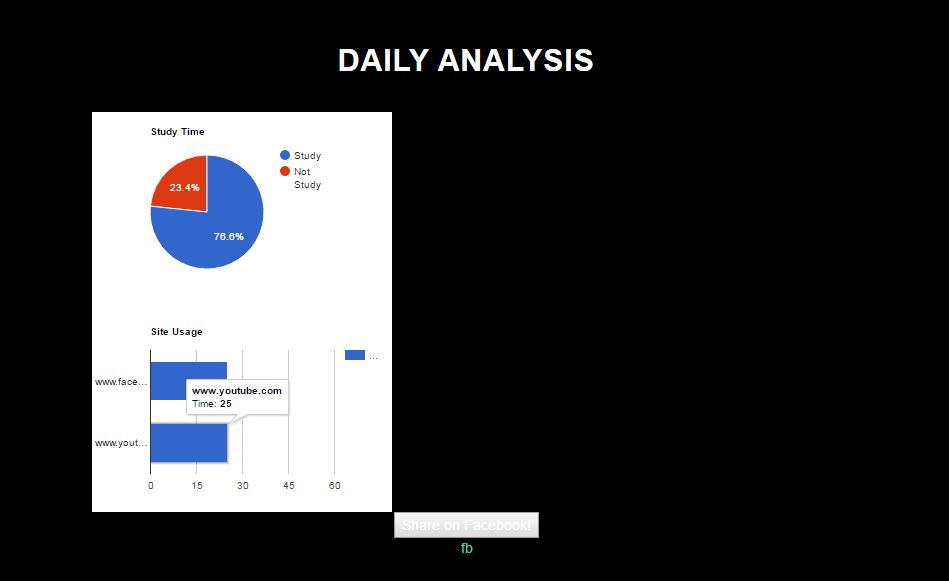 DAILY ANALYSIS
Study Time
Study
Not
Study
23.4%
76.6%
Site Usage
...
www.face...
www.youtube.com
Time: 25
www.yout...
0 15 30 45 60
Share on Facebook!
fb